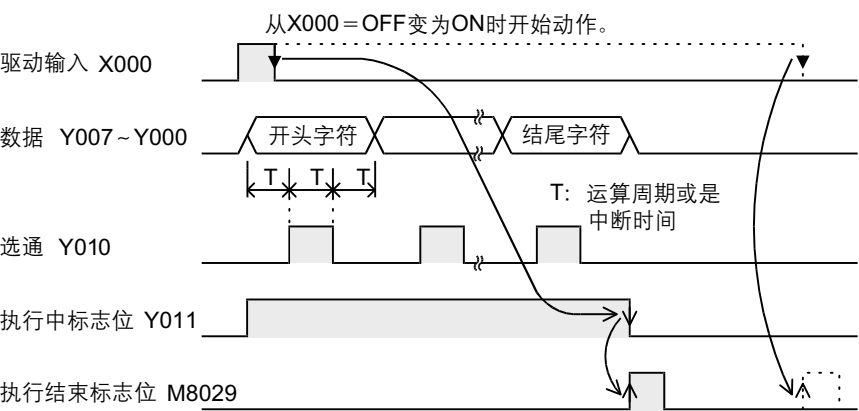 从X000＝OFF变为ON时开始动作。
驱动输入 X000
数据 Y007~Y000
开头字符
结尾字符
T T T
T: 运算周期或是
中断时间
选通 Y010
执行中标志位 Y011
执行结束标志位 M8029